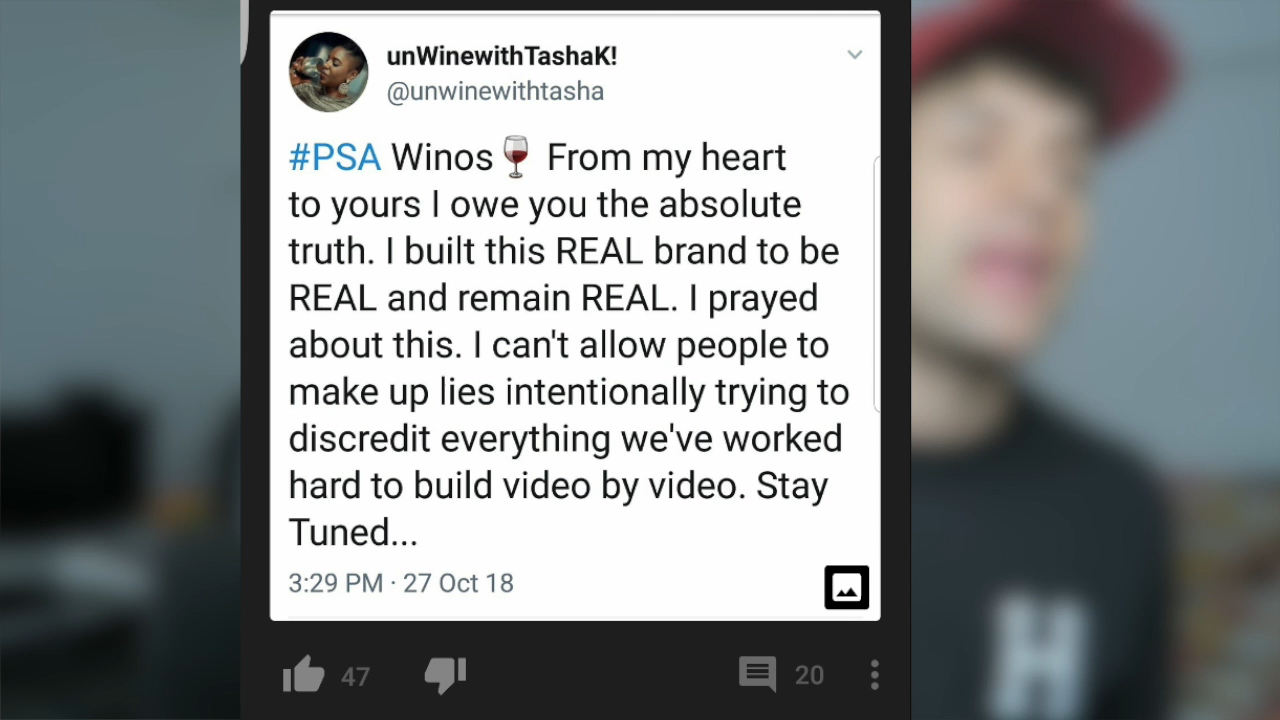 unWinewithTashaK!
@unwinewithtasha
#PSA Winos🍷 From my heart
to yours I owe you the absolute
truth. I built this REAL brand to be
REAL and remain REAL. I prayed
about this. I can't allow people to
make up lies intentionally trying to
discredit everything we've worked
hard to build video by video. Stay
Tuned...
3:29 PM · 27 Oct 18
47
20
H